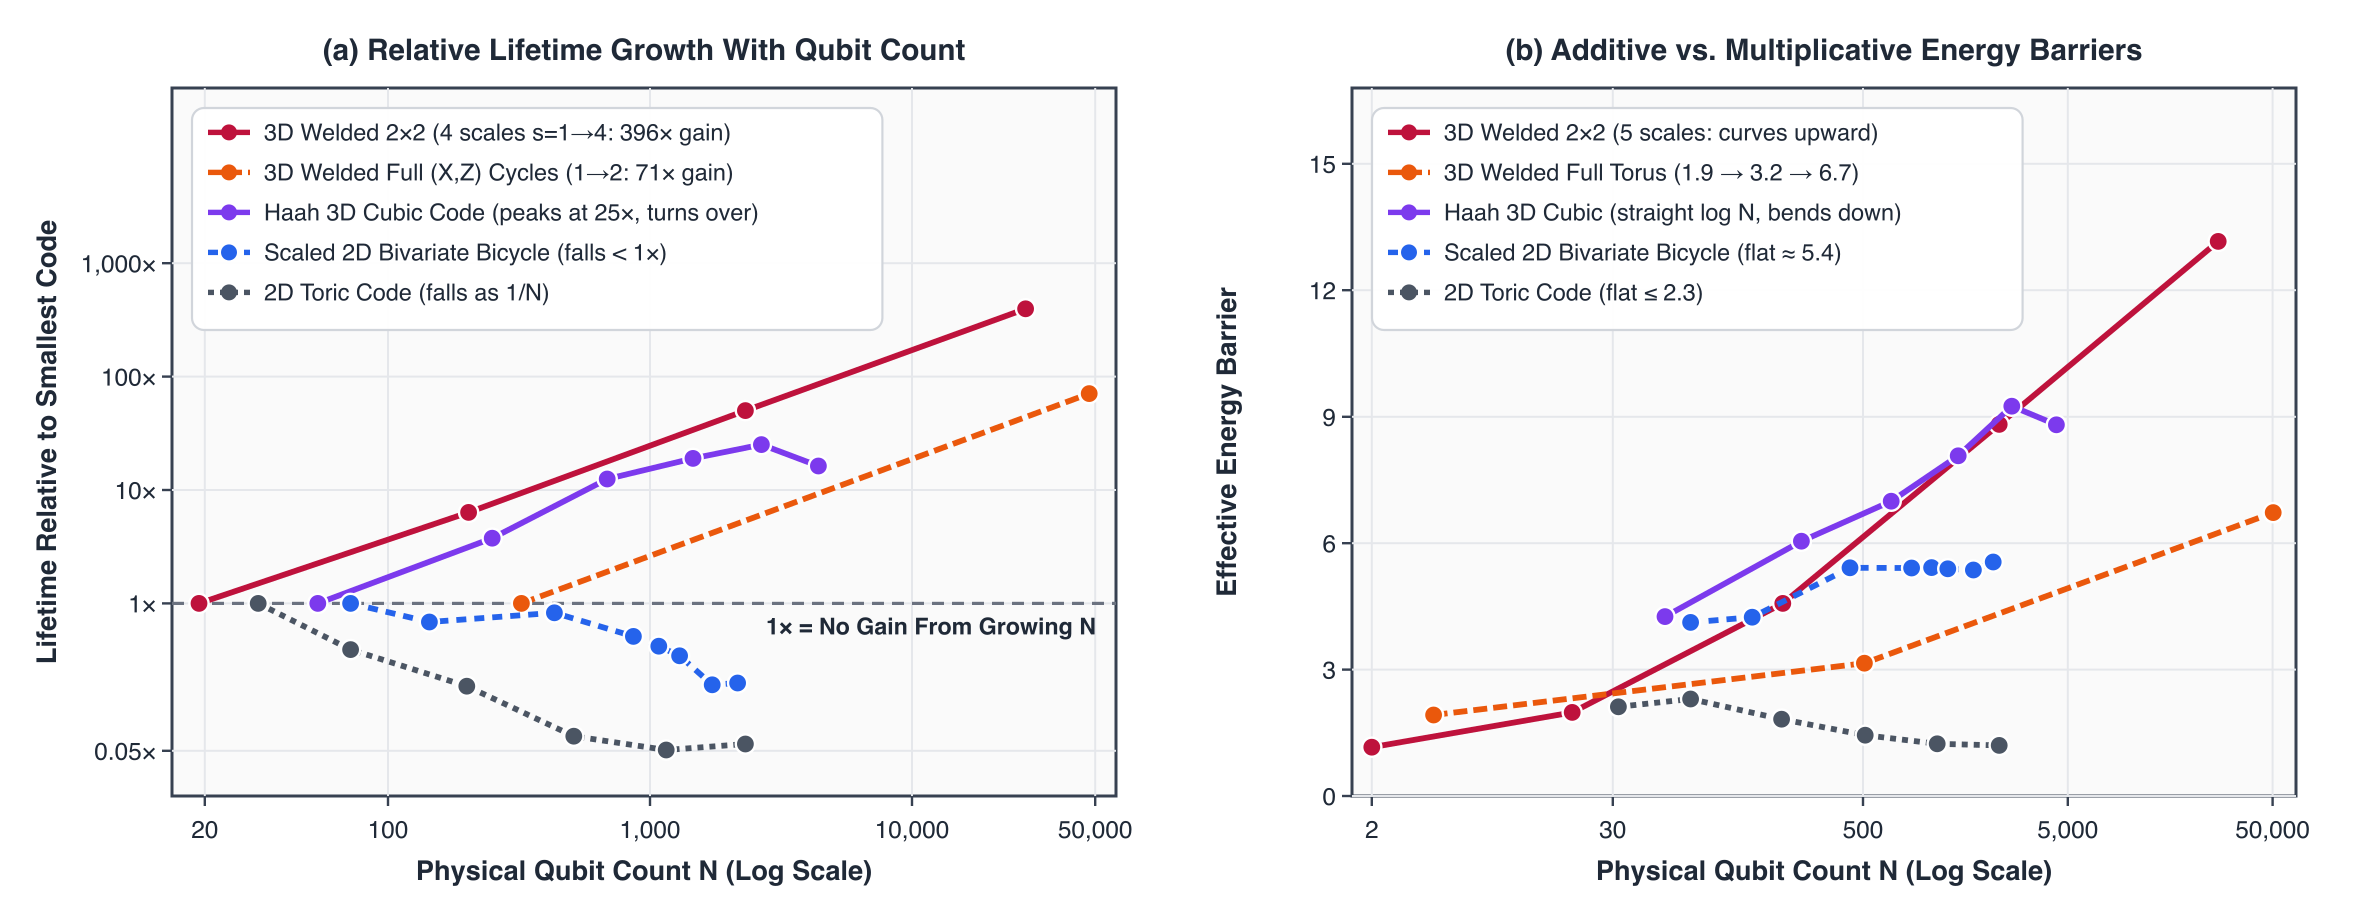 (a) Relative Lifetime Growth With Qubit Count
3D Welded 2×2 (4 scales s=1→4: 396× gain)
3D Welded Full (X,Z) Cycles (1→2: 71× gain)
Haah 3D Cubic Code (peaks at 25×, turns over)
Scaled 2D Bivariate Bicycle (falls < 1×)
2D Toric Code (falls as 1/N)
Lifetime Relative to Smallest Code
1,000×
100×
10×
1×
0.05×
1× = No Gain From Growing N
20 100 1,000 10,000 50,000
Physical Qubit Count N (Log Scale)
(b) Additive vs. Multiplicative Energy Barriers
3D Welded 2×2 (5 scales: curves upward)
3D Welded Full Torus (1.9 → 3.2 → 6.7)
Haah 3D Cubic (straight log N, bends down)
Scaled 2D Bivariate Bicycle (flat ≈ 5.4)
2D Toric Code (flat ≤ 2.3)
Effective Energy Barrier
15
12
9
6
3
0
2 30 500 5,000 50,000
Physical Qubit Count N (Log Scale)